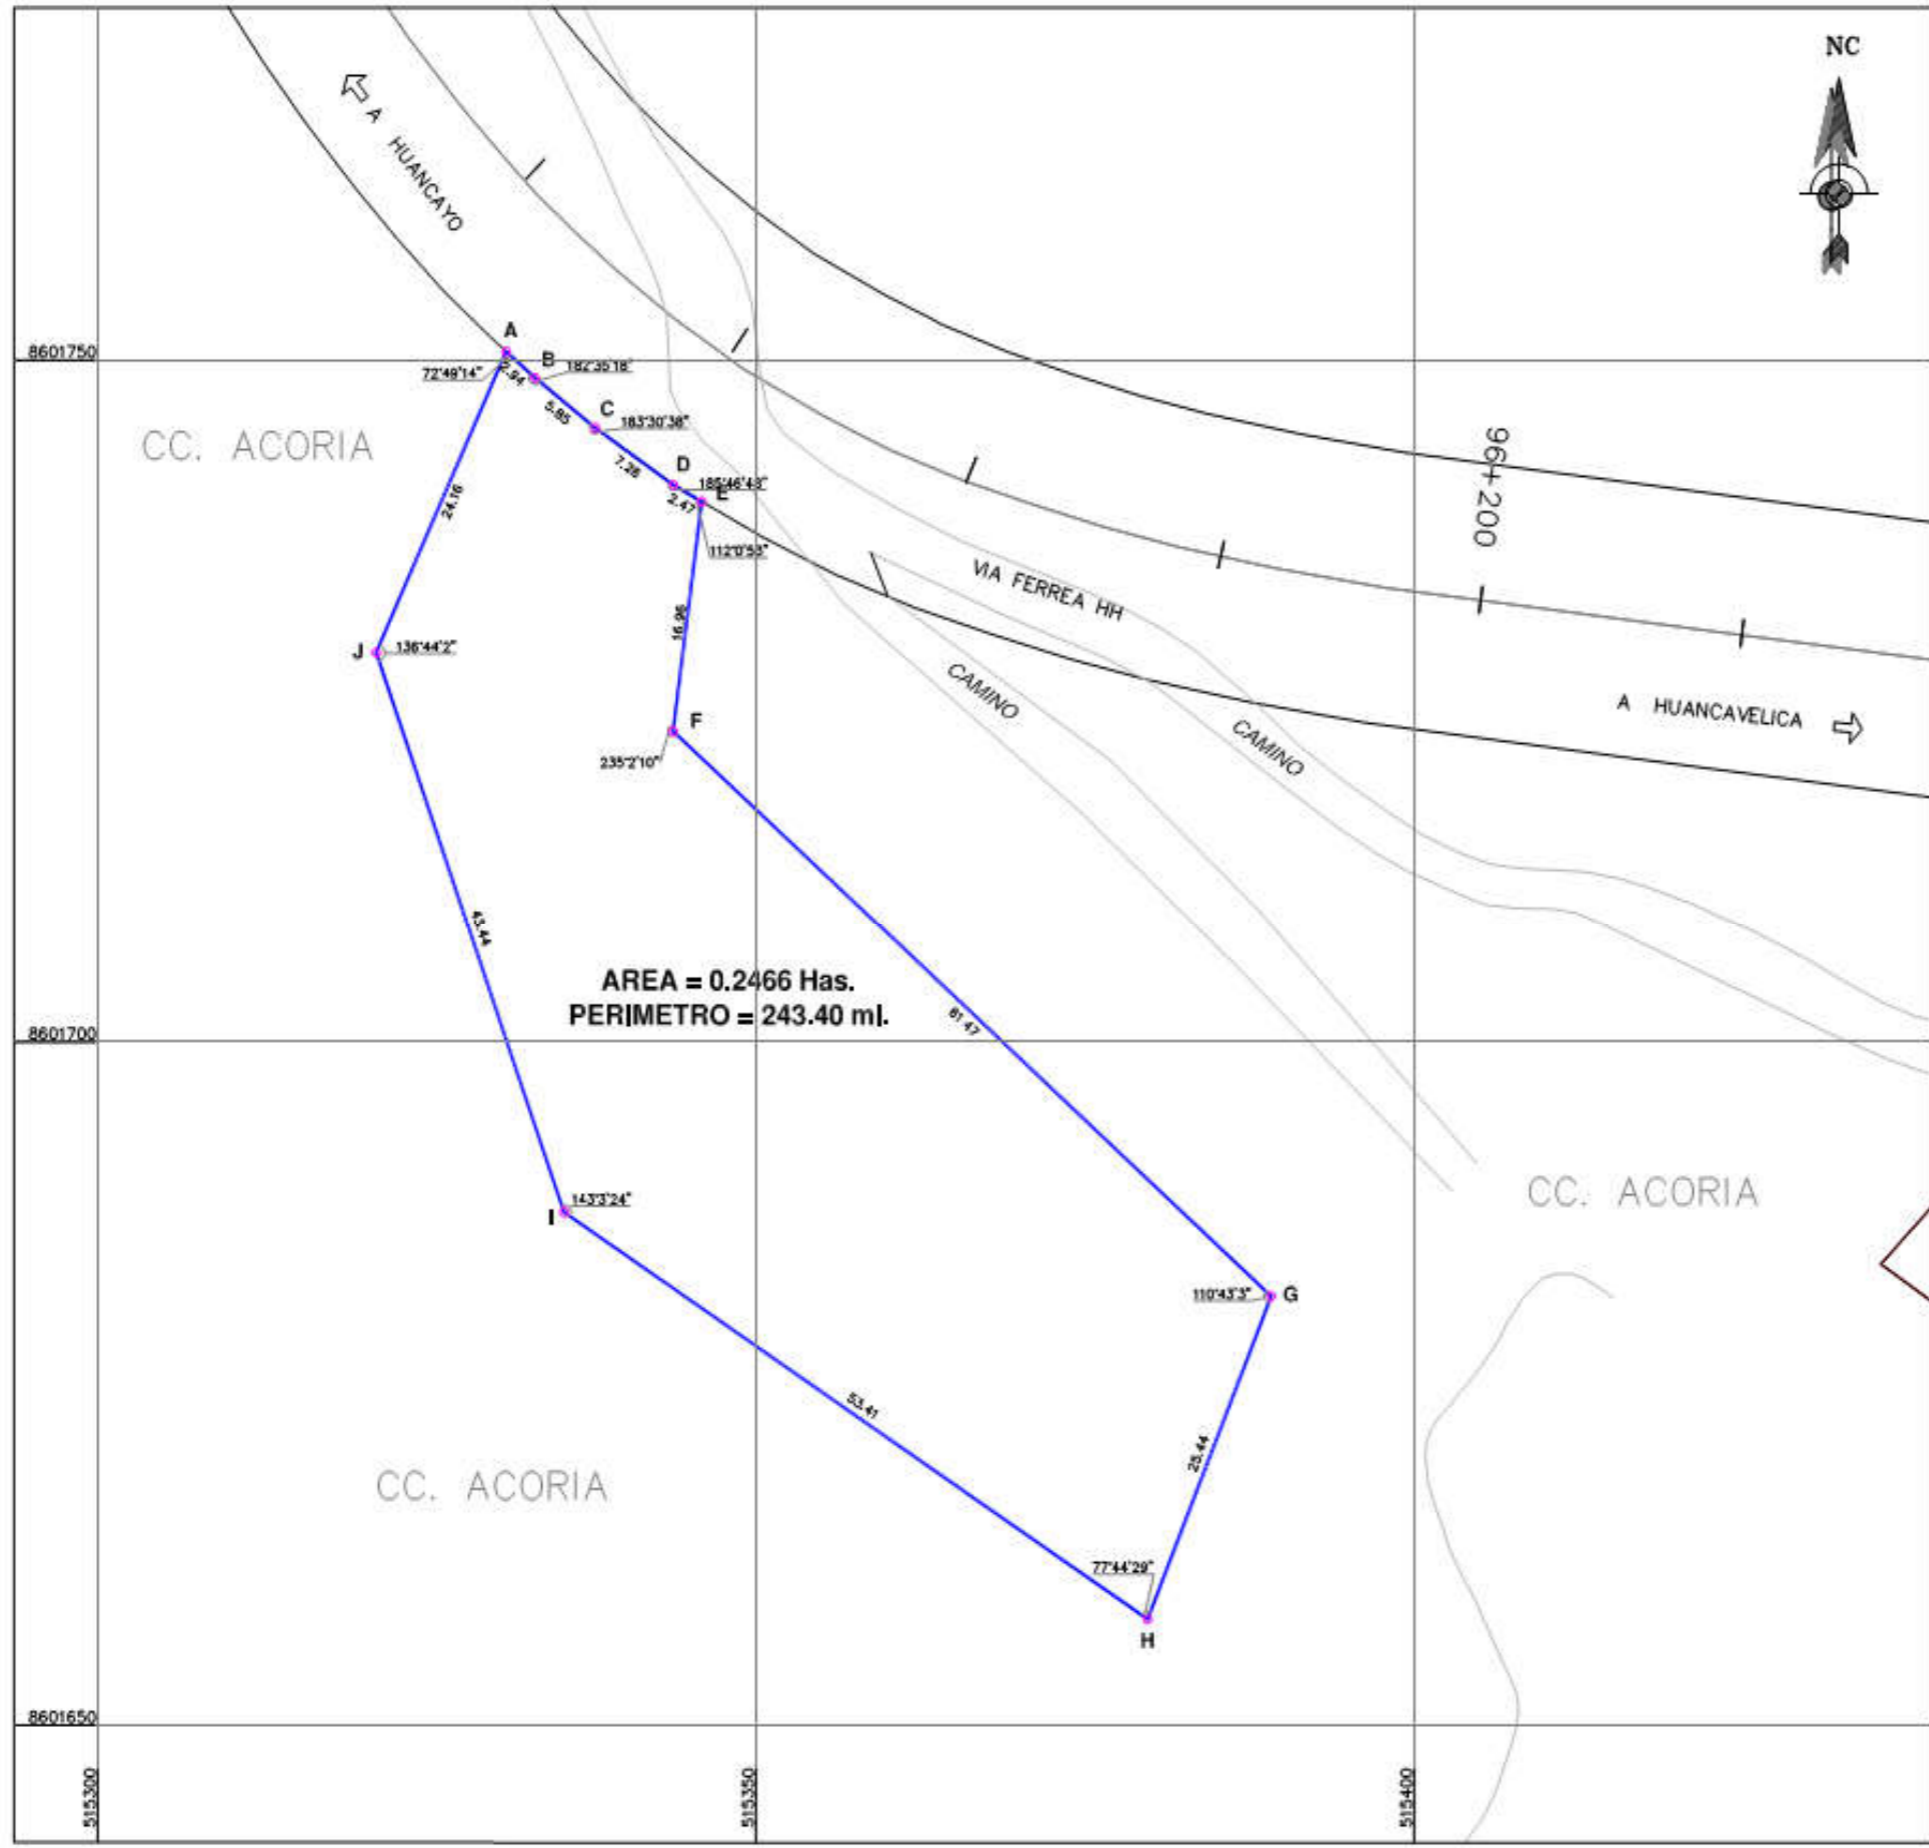 NC
A HUANCAYO
8601750
A
B
72°49'14"
2.94
182°35'18"
5.85
C
183°30'38"
CC. ACORIA
7.26
D
185°46'43"
E
2.47
24.16
112°0'53"
96+200
VIA FERREA HH
16.96
J
136°44'2"
CAMINO
A HUANCAVELICA
F
CAMINO
235°2'10"
43.44
AREA = 0.2466 Has.
PERIMETRO = 243.40 ml.
61.47
8601700
CC. ACORIA
143°3'24"
I
110°43'3"
G
53.41
25.44
CC. ACORIA
77°44'29"
H
8601650
515300
515350
515400